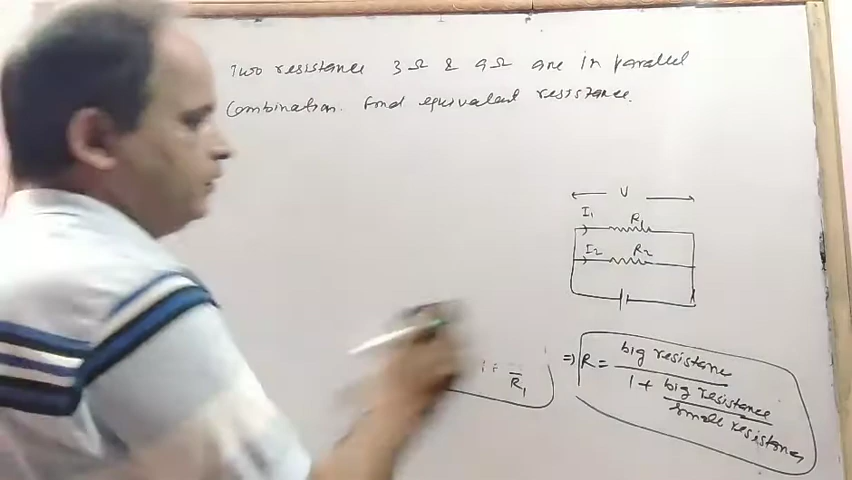 Two resistance 3Ω & 9Ω are in parallel
Combination. Find equivalent resistance.
V
I1 R1
I2 R2
1 +
R1
⇒ R = big resistance
1 + big resistance
small resistance